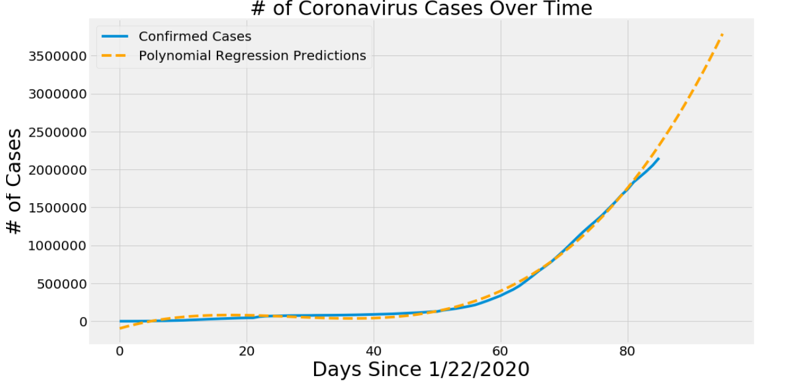 # of Coronavirus Cases Over Time
Confirmed Cases
Polynomial Regression Predictions
3500000
3000000
2500000
2000000
1500000
1000000
500000
0
# of Cases
0 20 40 60 80
Days Since 1/22/2020